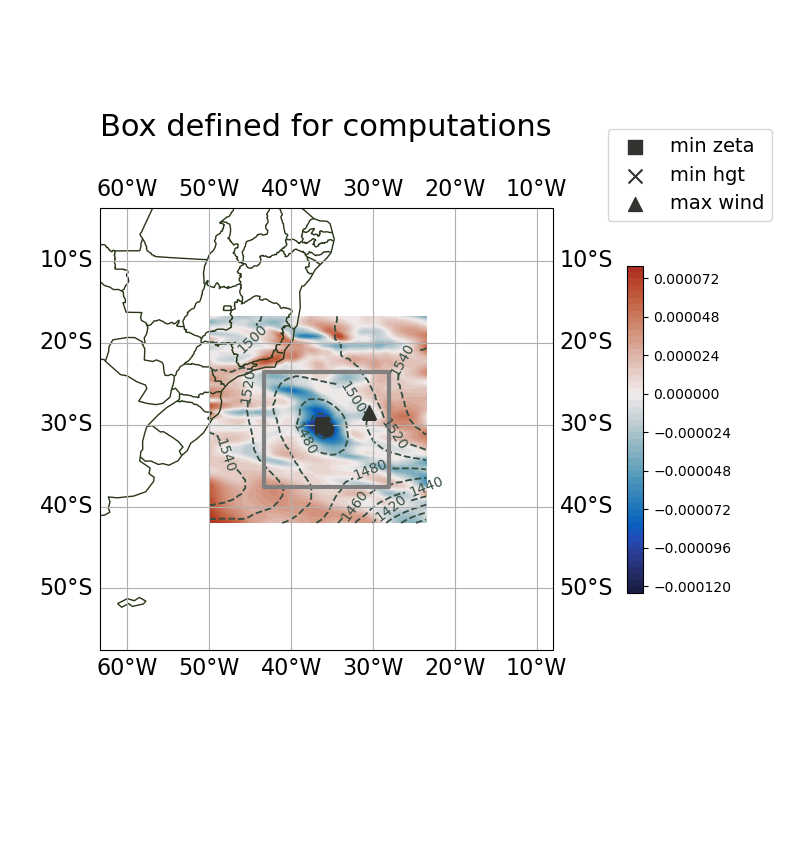 Box defined for computations
min zeta
min hgt
max wind
60°W 50°W 40°W 30°W 20°W 10°W
10°S 10°S
20°S 20°S
30°S 30°S
40°S 40°S
50°S 50°S
60°W 50°W 40°W 30°W 20°W 10°W
1500
1540
1520
1500
1520
1480
1540
1480
1440
1460
1420
0.000072
0.000048
0.000024
0.000000
−0.000024
−0.000048
−0.000072
−0.000096
−0.000120